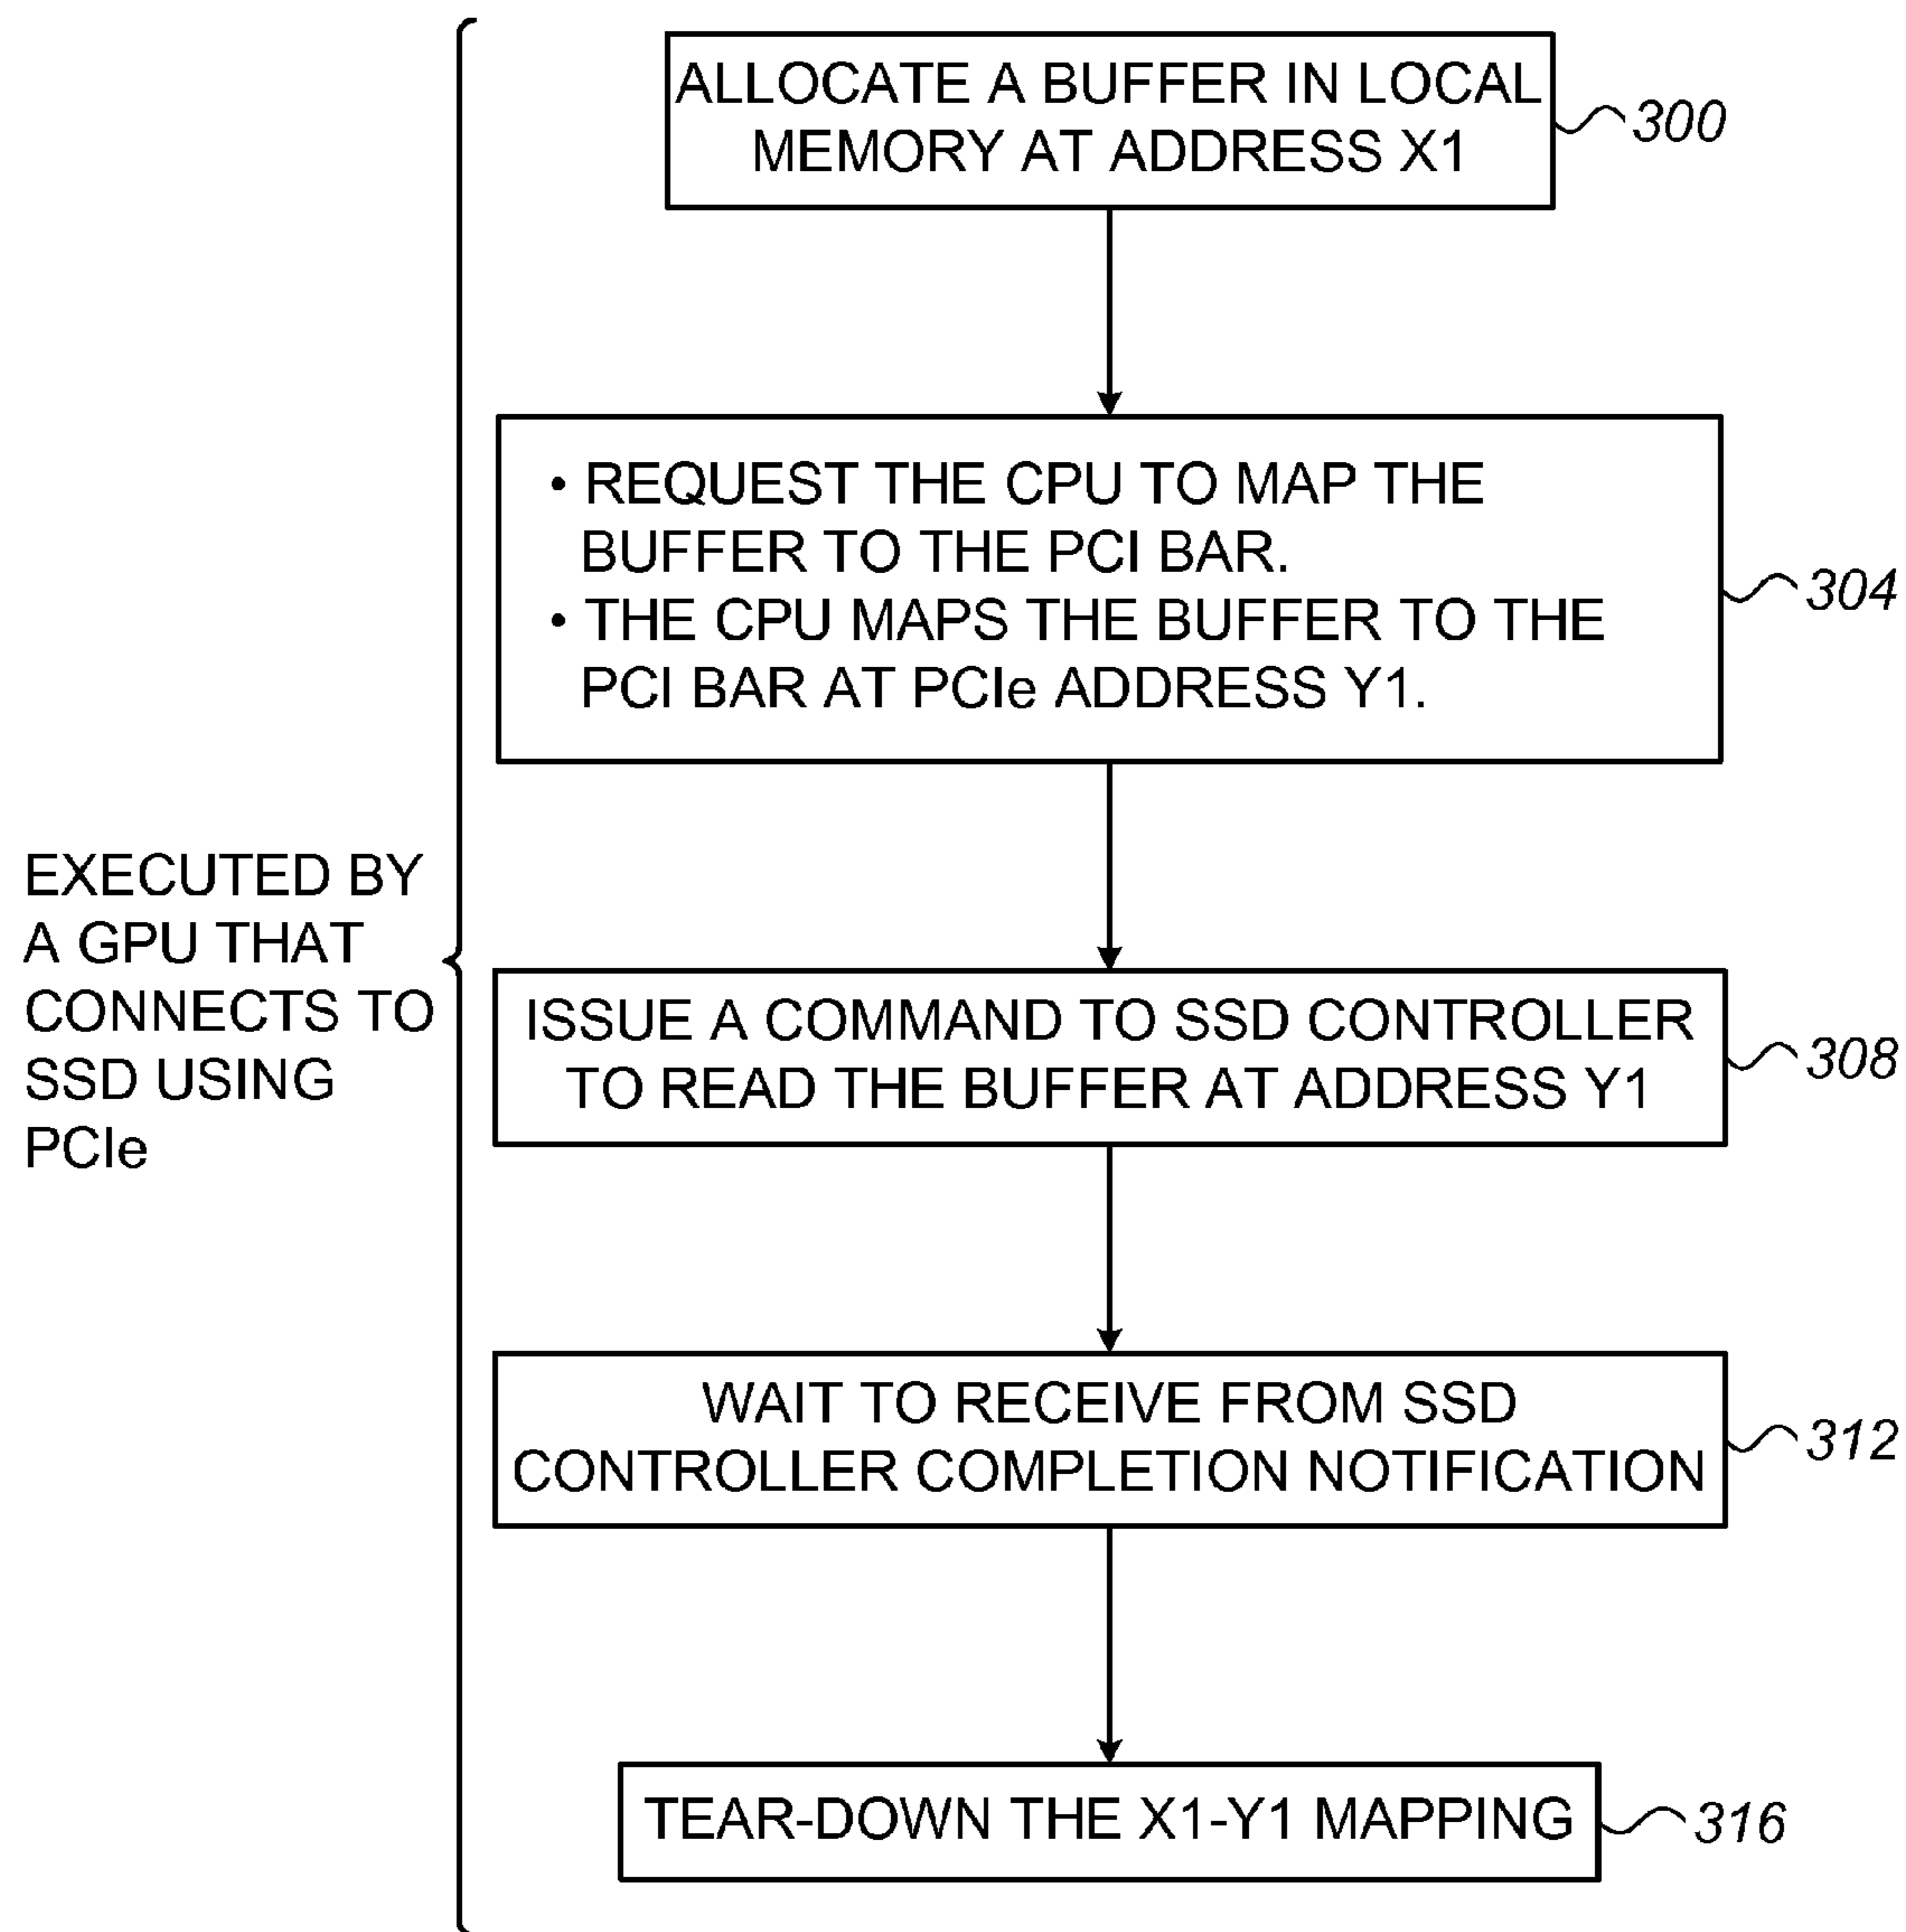 ALLOCATE A BUFFER IN LOCAL
MEMORY AT ADDRESS X1
300
• REQUEST THE CPU TO MAP THE
BUFFER TO THE PCI BAR.
• THE CPU MAPS THE BUFFER TO THE
PCI BAR AT PCIe ADDRESS Y1.
304
EXECUTED BY
A GPU THAT
CONNECTS TO
SSD USING
PCIe
ISSUE A COMMAND TO SSD CONTROLLER
TO READ THE BUFFER AT ADDRESS Y1
308
WAIT TO RECEIVE FROM SSD
CONTROLLER COMPLETION NOTIFICATION
312
TEAR-DOWN THE X1-Y1 MAPPING
316